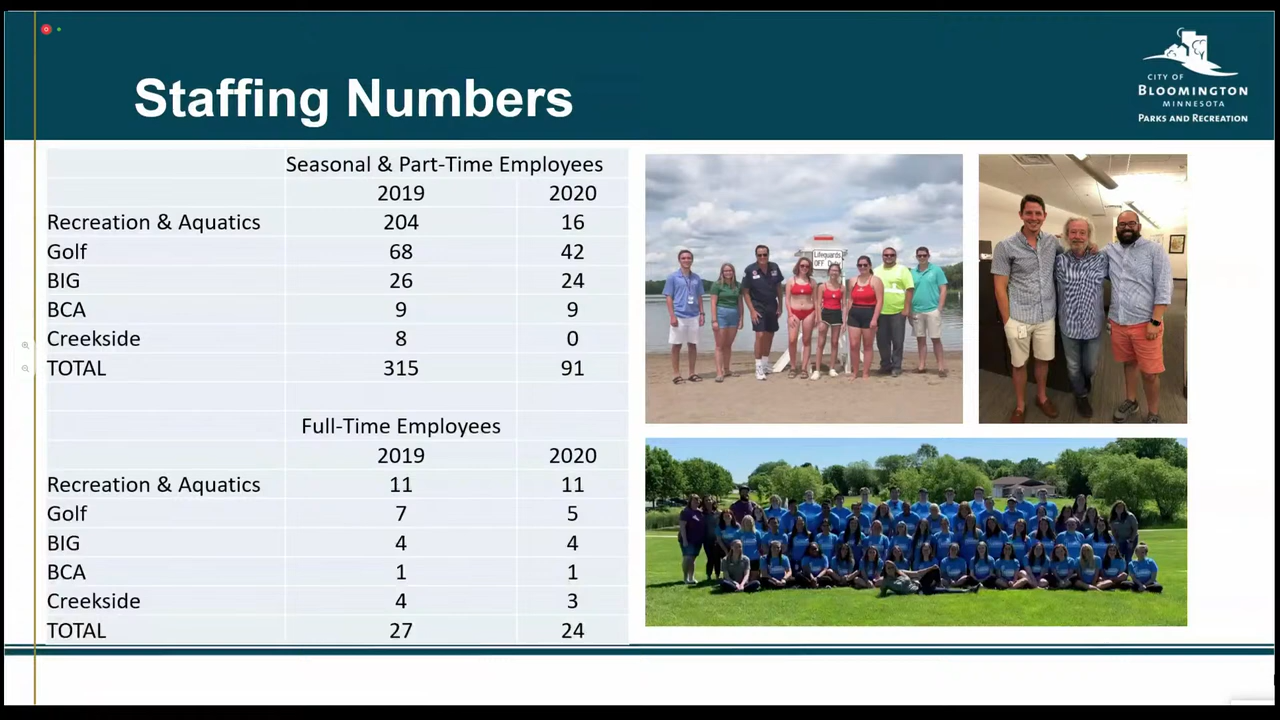 Staffing Numbers
CITY OF
BLOOMINGTON
MINNESOTA
PARKS AND RECREATION
Seasonal & Part-Time Employees
2019 2020
Recreation & Aquatics 204 16
Golf 68 42
BIG 26 24
BCA 9 9
Creekside 8 0
TOTAL 315 91
Full-Time Employees
2019 2020
Recreation & Aquatics 11 11
Golf 7 5
BIG 4 4
BCA 1 1
Creekside 4 3
TOTAL 27 24
Lifeguards
OFF Duty